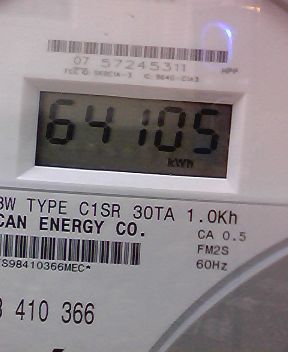 07 57245311
64105
kWh
3W TYPE C1SR 30TA 1.0Kh
CAN ENERGY CO.
CA 0.5
FM2S
S98410366MEC*
60Hz
410 366